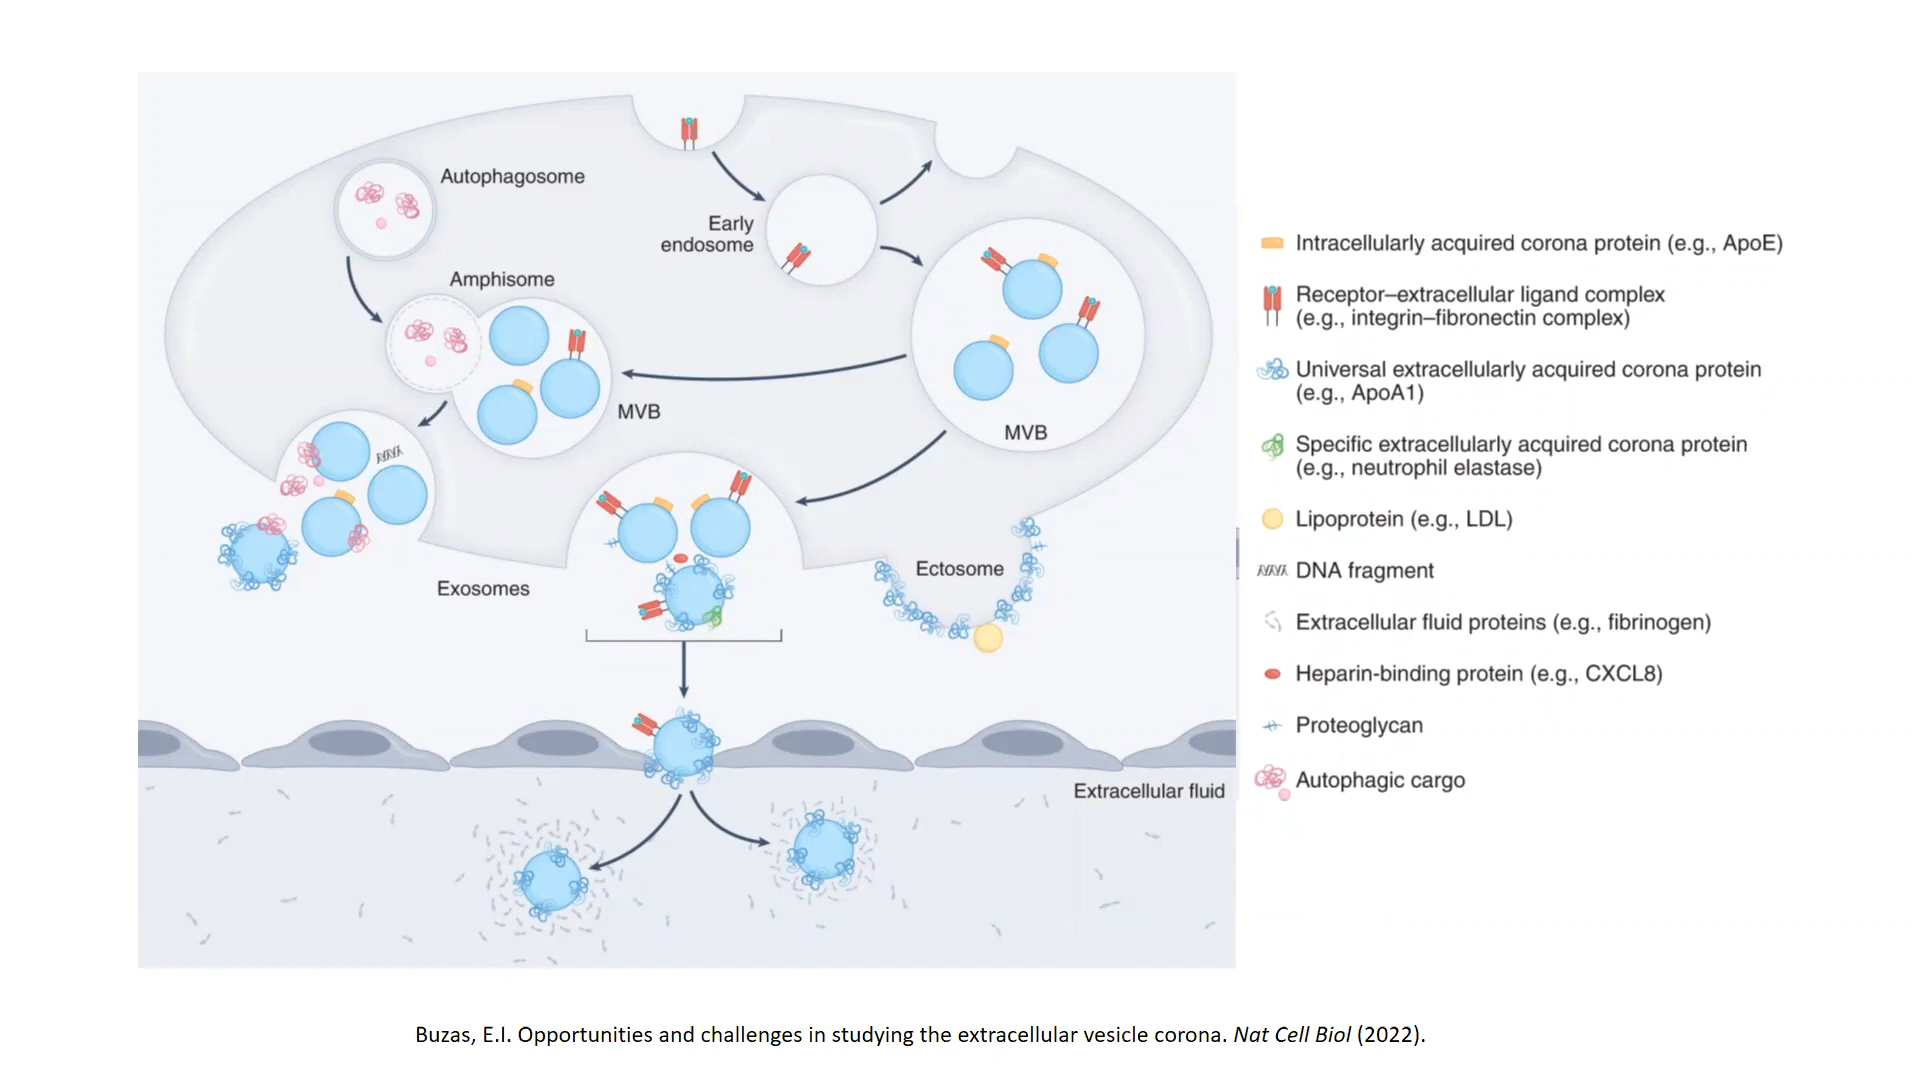 Autophagosome
Early
endosome
Amphisome
MVB
MVB
Exosomes
Ectosome
Extracellular fluid
Intracellularly acquired corona protein (e.g., ApoE)
Receptor–extracellular ligand complex
(e.g., integrin–fibronectin complex)
Universal extracellularly acquired corona protein
(e.g., ApoA1)
Specific extracellularly acquired corona protein
(e.g., neutrophil elastase)
Lipoprotein (e.g., LDL)
DNA fragment
Extracellular fluid proteins (e.g., fibrinogen)
Heparin-binding protein (e.g., CXCL8)
Proteoglycan
Autophagic cargo
Buzas, E.I. Opportunities and challenges in studying the extracellular vesicle corona. Nat Cell Biol (2022).